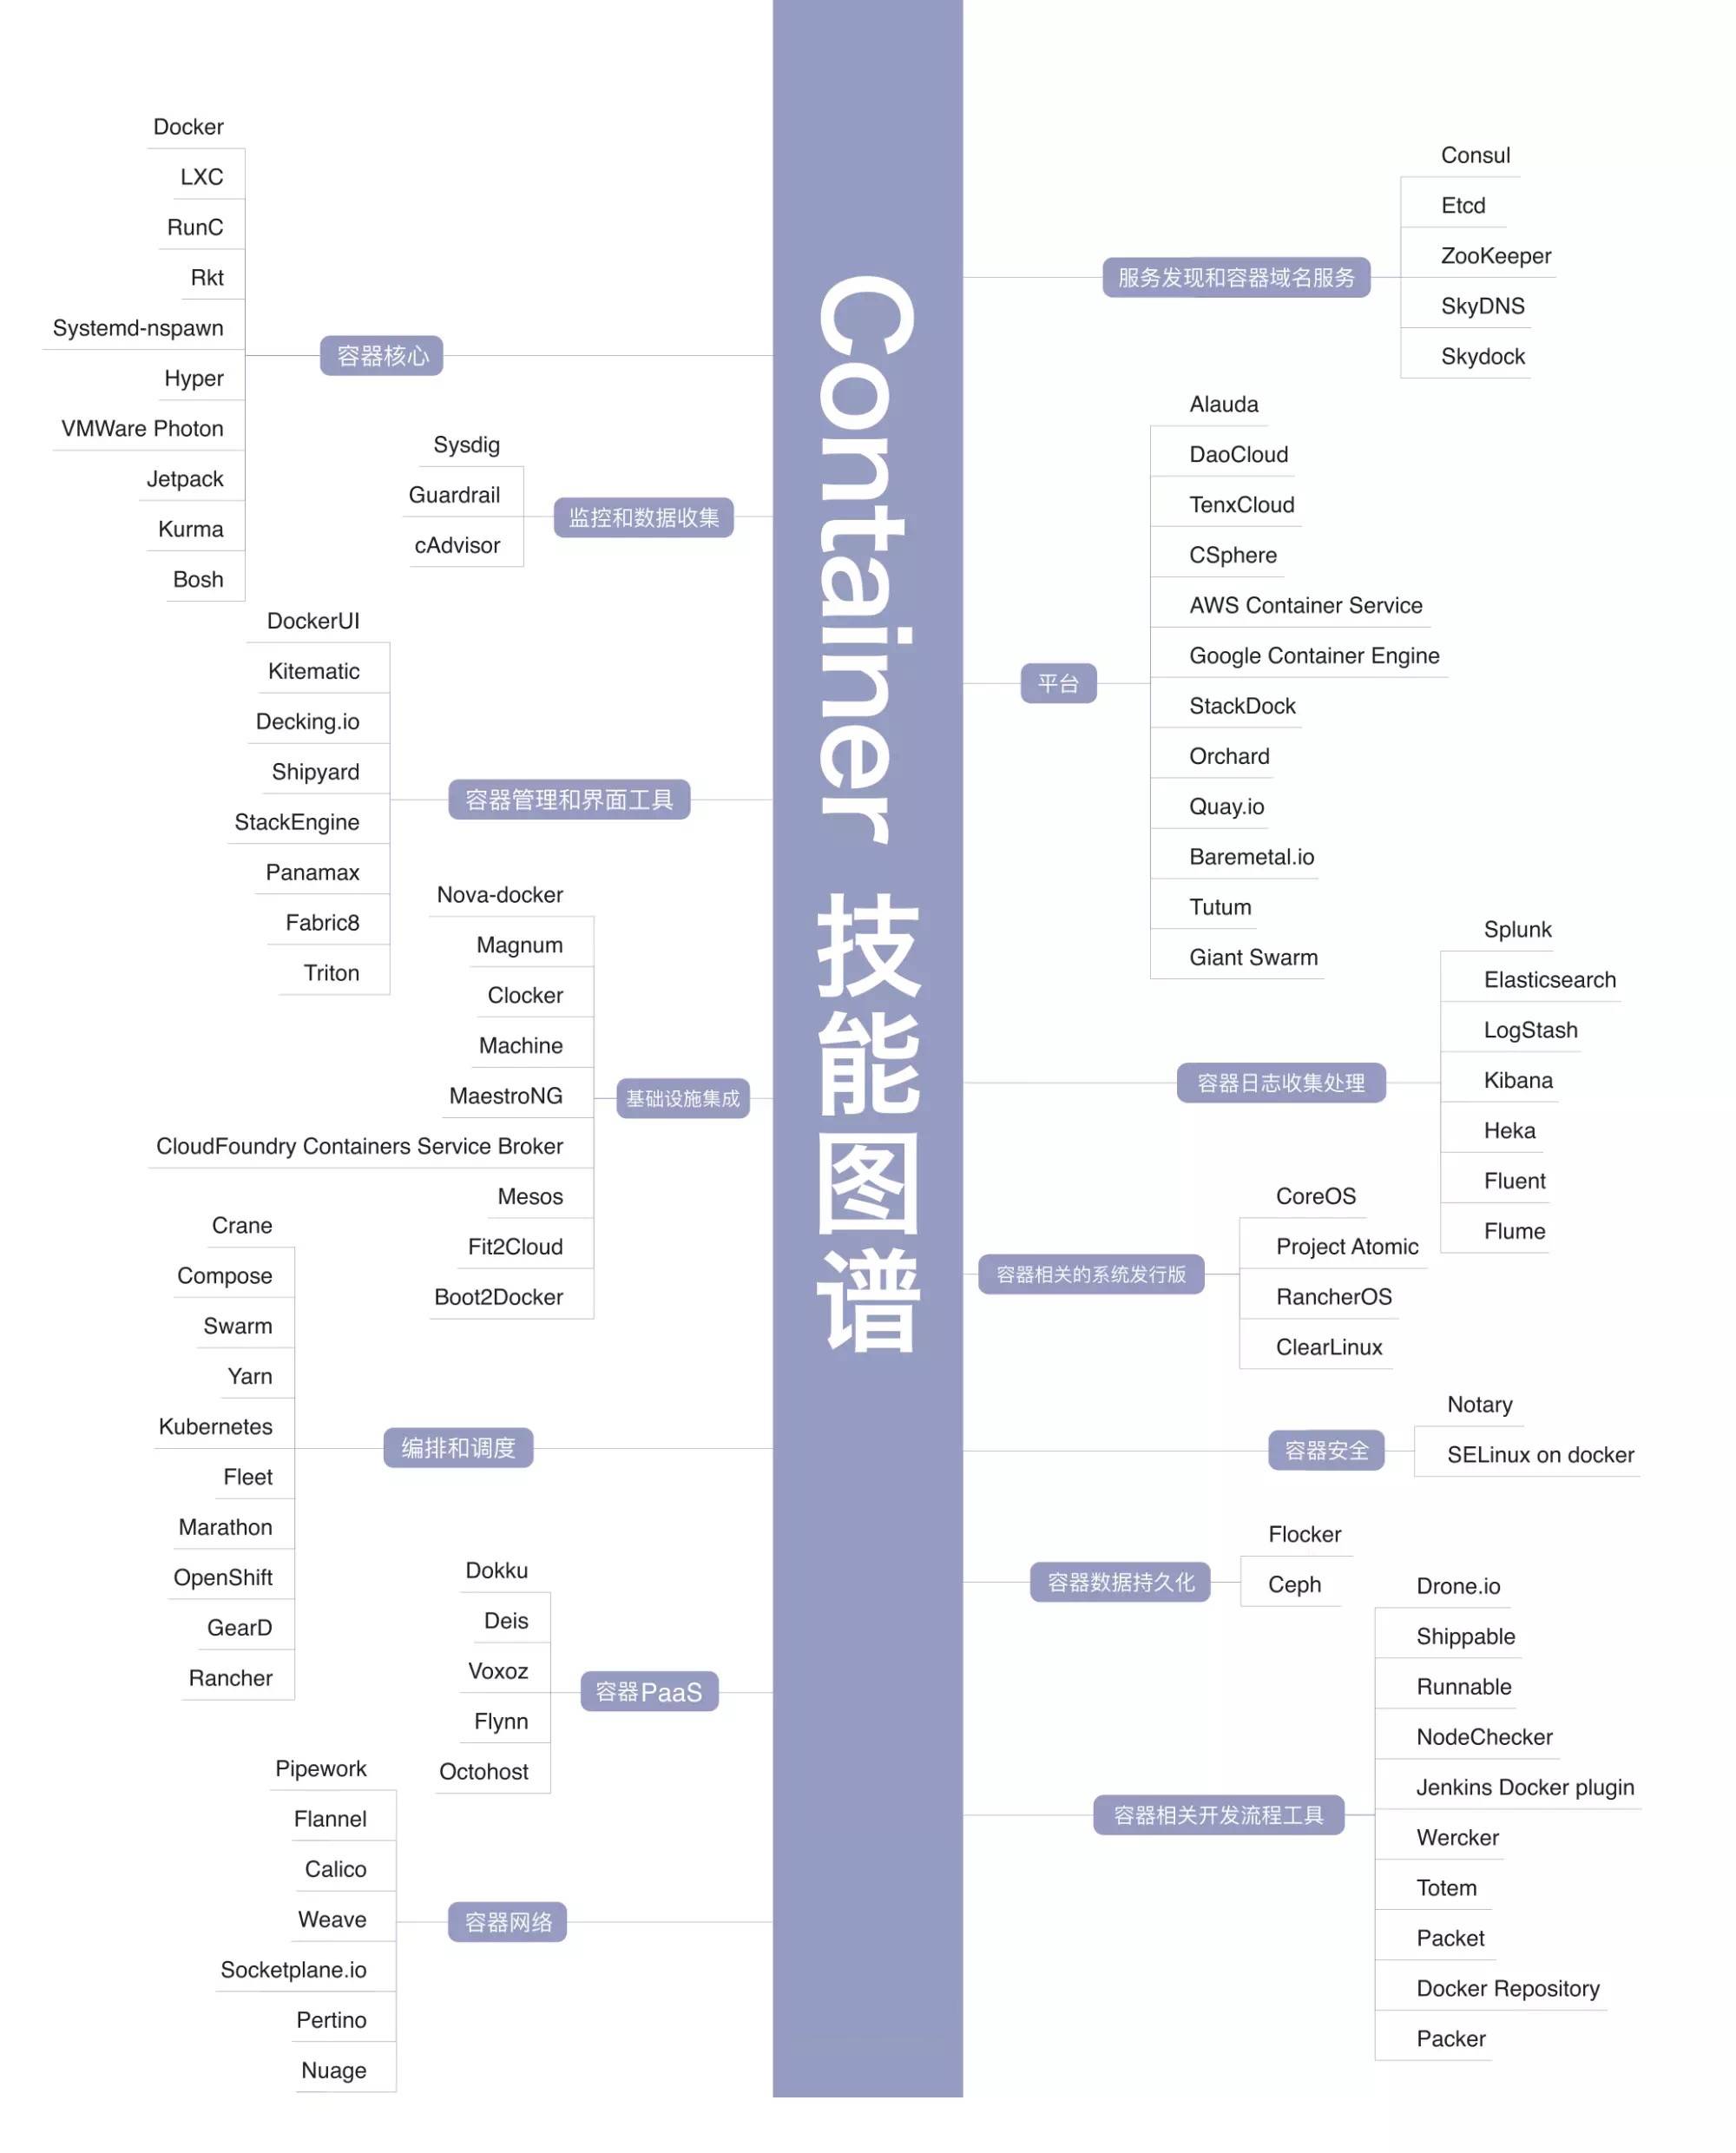 Container 技能图谱
容器核心
Docker
LXC
RunC
Rkt
Systemd-nspawn
Hyper
VMWare Photon
Jetpack
Kurma
Bosh
监控和数据收集
Sysdig
Guardrail
cAdvisor
容器管理和界面工具
DockerUI
Kitematic
Decking.io
Shipyard
StackEngine
Panamax
Fabric8
Triton
基础设施集成
Nova-docker
Magnum
Clocker
Machine
MaestroNG
CloudFoundry Containers Service Broker
Mesos
Fit2Cloud
Boot2Docker
编排和调度
Crane
Compose
Swarm
Yarn
Kubernetes
Fleet
Marathon
OpenShift
GearD
Rancher
容器PaaS
Dokku
Deis
Voxoz
Flynn
Octohost
容器网络
Pipework
Flannel
Calico
Weave
Socketplane.io
Pertino
Nuage
服务发现和容器域名服务
Consul
Etcd
ZooKeeper
SkyDNS
Skydock
平台
Alauda
DaoCloud
TenxCloud
CSphere
AWS Container Service
Google Container Engine
StackDock
Orchard
Quay.io
Baremetal.io
Tutum
Giant Swarm
容器日志收集处理
Splunk
Elasticsearch
LogStash
Kibana
Heka
Fluent
Flume
容器相关的系统发行版
CoreOS
Project Atomic
RancherOS
ClearLinux
容器安全
Notary
SELinux on docker
容器数据持久化
Flocker
Ceph
容器相关开发流程工具
Drone.io
Shippable
Runnable
NodeChecker
Jenkins Docker plugin
Wercker
Totem
Packet
Docker Repository
Packer